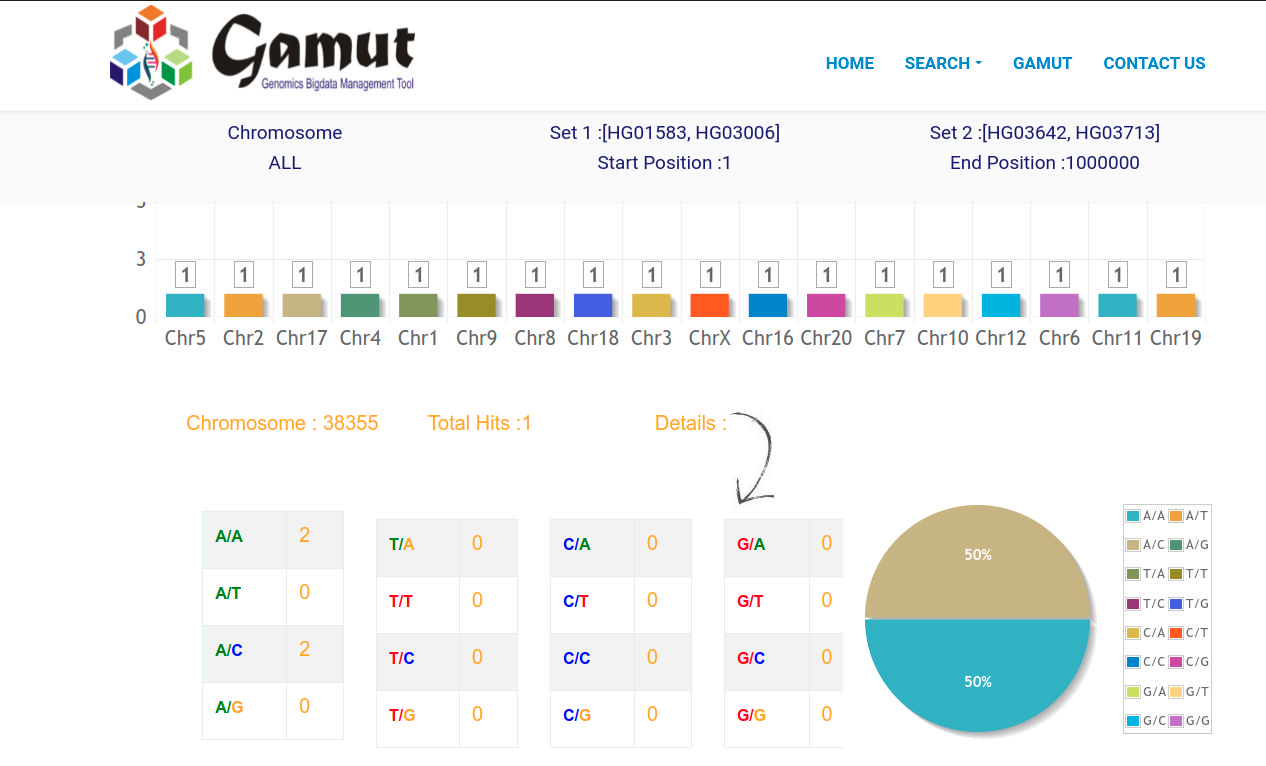 Gamut
Genomics Bigdata Management Tool
HOME SEARCH GAMUT CONTACT US
Chromosome Set 1 :[HG01583, HG03006] Set 2 :[HG03642, HG03713]
ALL Start Position :1 End Position :1000000
3
1 1 1 1 1 1 1 1 1 1 1 1 1 1 1 1 1 1
0
Chr5 Chr2 Chr17 Chr4 Chr1 Chr9 Chr8 Chr18 Chr3 ChrX Chr16 Chr20 Chr7 Chr10 Chr12 Chr6 Chr11 Chr19
Chromosome : 38355 Total Hits :1 Details :
A/A 2 T/A 0 C/A 0 G/A 0
A/T 0 T/T 0 C/T 0 G/T 0
A/C 2 T/C 0 C/C 0 G/C 0
A/G 0 T/G 0 C/G 0 G/G 0
50%
50%
A/A A/T
A/C A/G
T/A T/T
T/C T/G
C/A C/T
C/C C/G
G/A G/T
G/C G/G